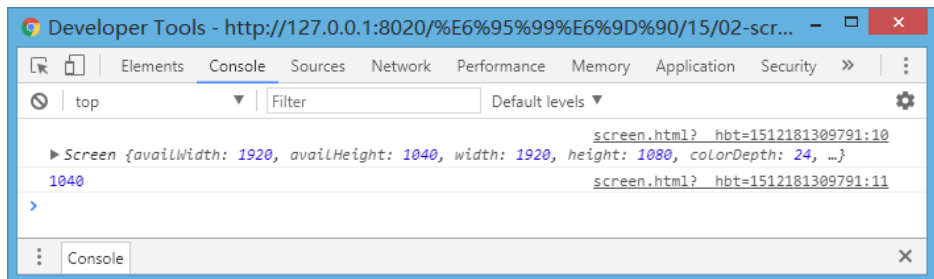 Developer Tools - http://127.0.0.1:8020/%E6%95%99%E6%9D%90/15/02-scr...
Elements Console Sources Network Performance Memory Application Security »
top ▼ Filter Default levels ▼
screen.html?__hbt=1512181309791:10
▶ Screen {availWidth: 1920, availHeight: 1040, width: 1920, height: 1080, colorDepth: 24, …}
1040 screen.html?__hbt=1512181309791:11
>
Console